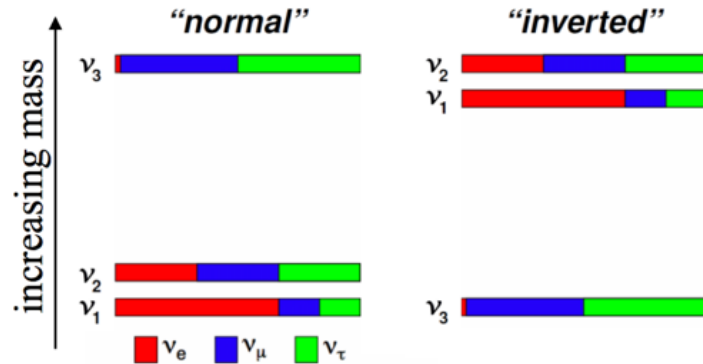 "normal"
"inverted"
increasing mass
ν3
ν2
ν1
ν2
ν1
ν3
νe νμ ντ